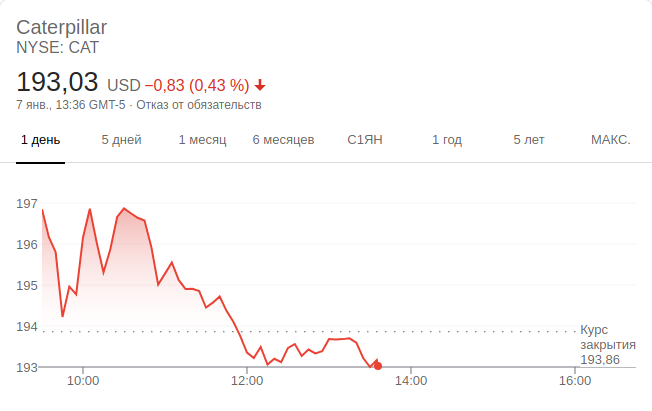 Caterpillar
NYSE: CAT
193,03 USD −0,83 (0,43 %)
7 янв., 13:36 GMT-5 · Отказ от обязательств
1 день 5 дней 1 месяц 6 месяцев С1ЯН 1 год 5 лет МАКС.
197
196
195
194
193
Курс
закрытия
193,86
10:00 12:00 14:00 16:00